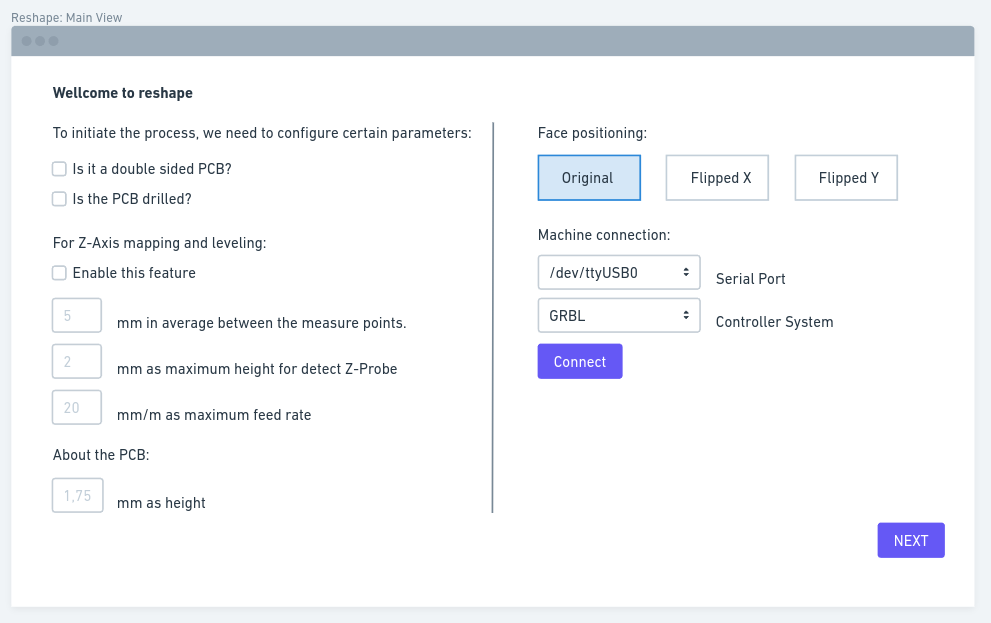 Reshape: Main View
Wellcome to reshape
To initiate the process, we need to configure certain parameters:
Is it a double sided PCB?
Is the PCB drilled?
For Z-Axis mapping and leveling:
Enable this feature
5 mm in average between the measure points.
2 mm as maximum height for detect Z-Probe
20 mm/m as maximum feed rate
About the PCB:
1,75 mm as height
Face positioning:
Original Flipped X Flipped Y
Machine connection:
/dev/ttyUSB0 Serial Port
GRBL Controller System
Connect
NEXT